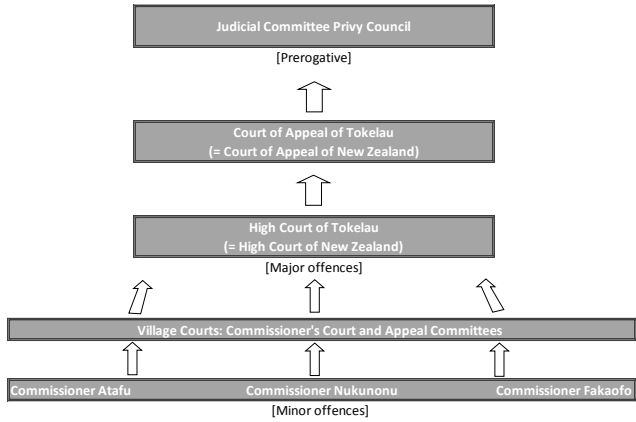 Judicial Committee Privy Council
[Prerogative]
Court of Appeal of Tokelau
(= Court of Appeal of New Zealand)
High Court of Tokelau
(= High Court of New Zealand)
[Major offences]
Village Courts: Commissioner's Court and Appeal Committees
Commissioner Atafu Commissioner Nukunonu Commissioner Fakaofo
[Minor offences]